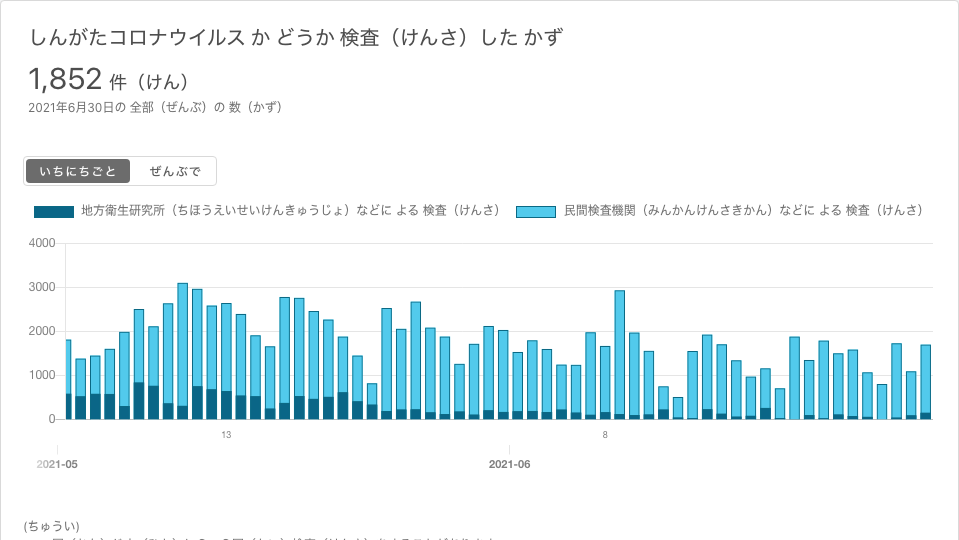 しんがたコロナウイルス か どうか 検査（けんさ）した かず
1,852 件（けん）
2021年6月30日の 全部（ぜんぶ）の 数（かず）
いちにちごと ぜんぶで
地方衛生研究所（ちほうえいせいけんきゅうじょ）などに よる 検査（けんさ） 民間検査機関（みんかんけんさきかん）などに よる 検査（けんさ）
4000
3000
2000
1000
0
13 8
2021-05 2021-06
(ちゅうい)